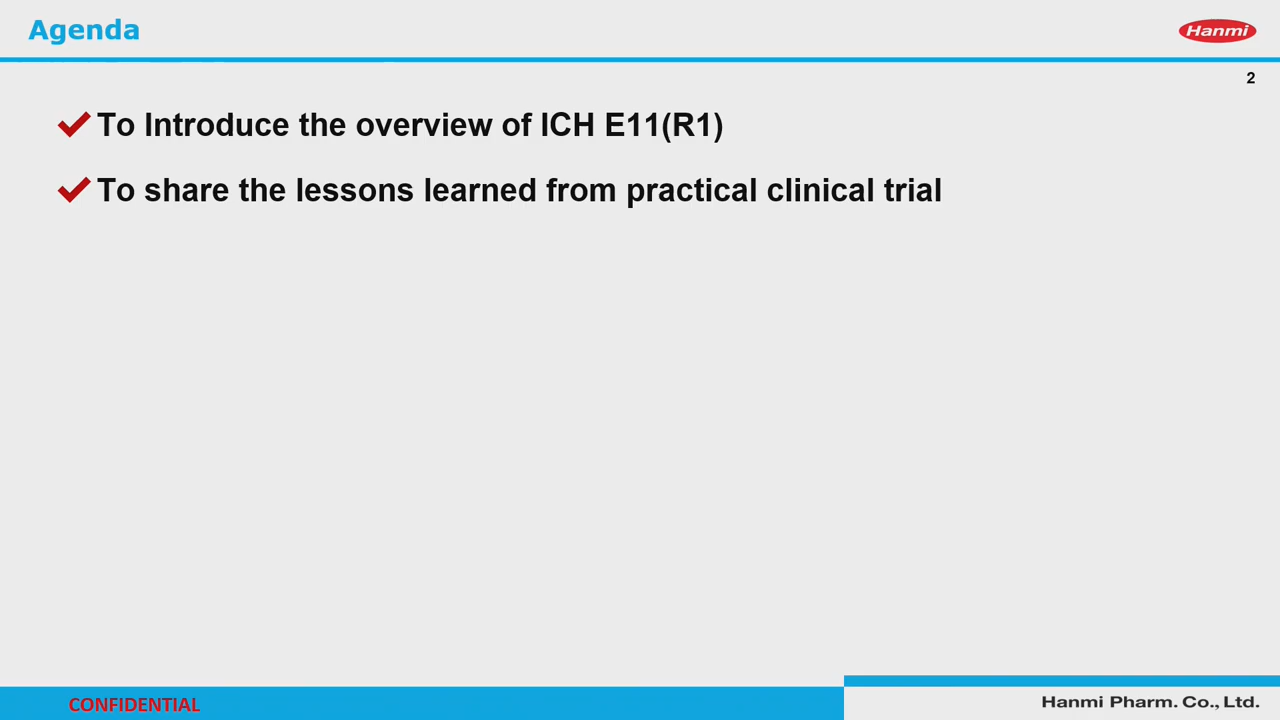 Agenda
Hanmi
2
To Introduce the overview of ICH E11(R1)
To share the lessons learned from practical clinical trial
CONFIDENTIAL
Hanmi Pharm. Co., Ltd.